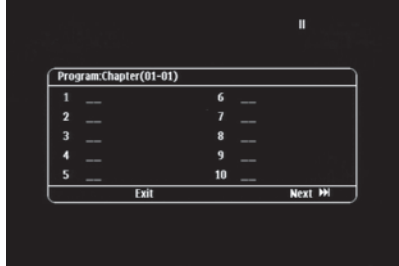 Program:Chapter(01-01)
1 __ 6 __
2 __ 7 __
3 __ 8 __
4 __ 9 __
5 __ 10 __
Exit Next ⏭